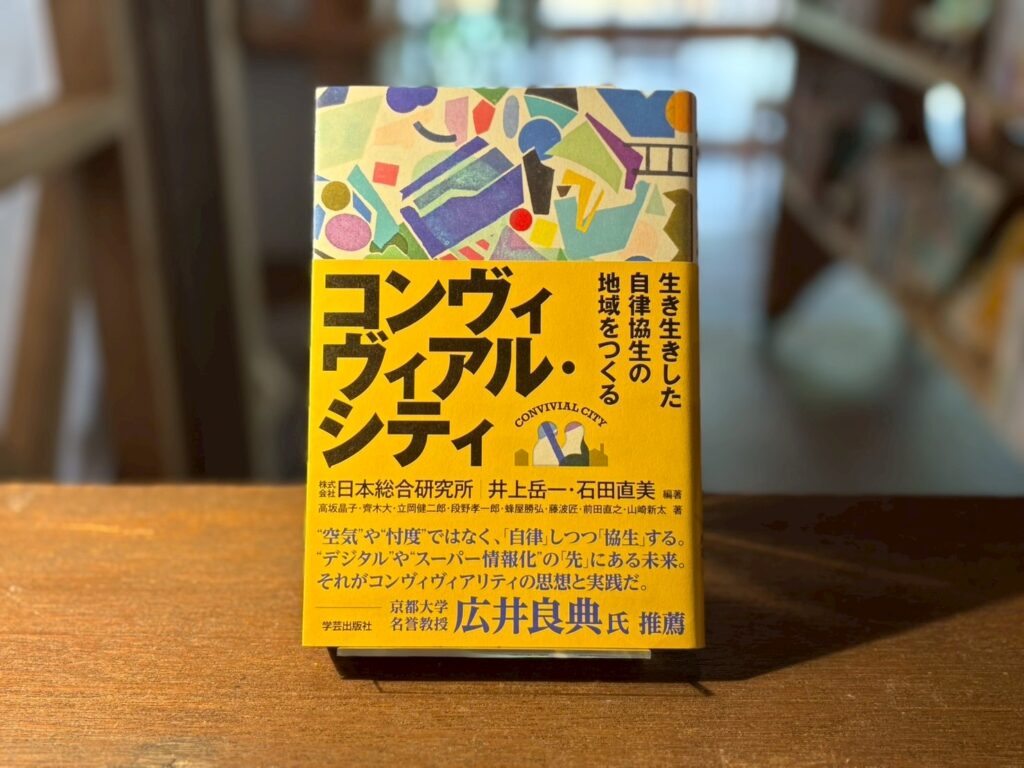 コンヴィ
ヴィアル・
シティ
生き生きした
自律協生の
地域をつくる
CONVIVIAL CITY
株式会社日本総合研究所 | 井上岳一・石田直美 編著
高坂晶子・齊木大・立岡健二郎・段野孝一郎・蜂屋勝弘・藤波匠・前田直之・山崎新太 著
“空気”や“忖度”ではなく、「自律」しつつ「協生」する。
“デジタル”や“スーパー情報化”の「先」にある未来。
それがコンヴィヴィアリティの思想と実践だ。
京都大学
名誉教授 広井良典氏 推薦
学芸出版社